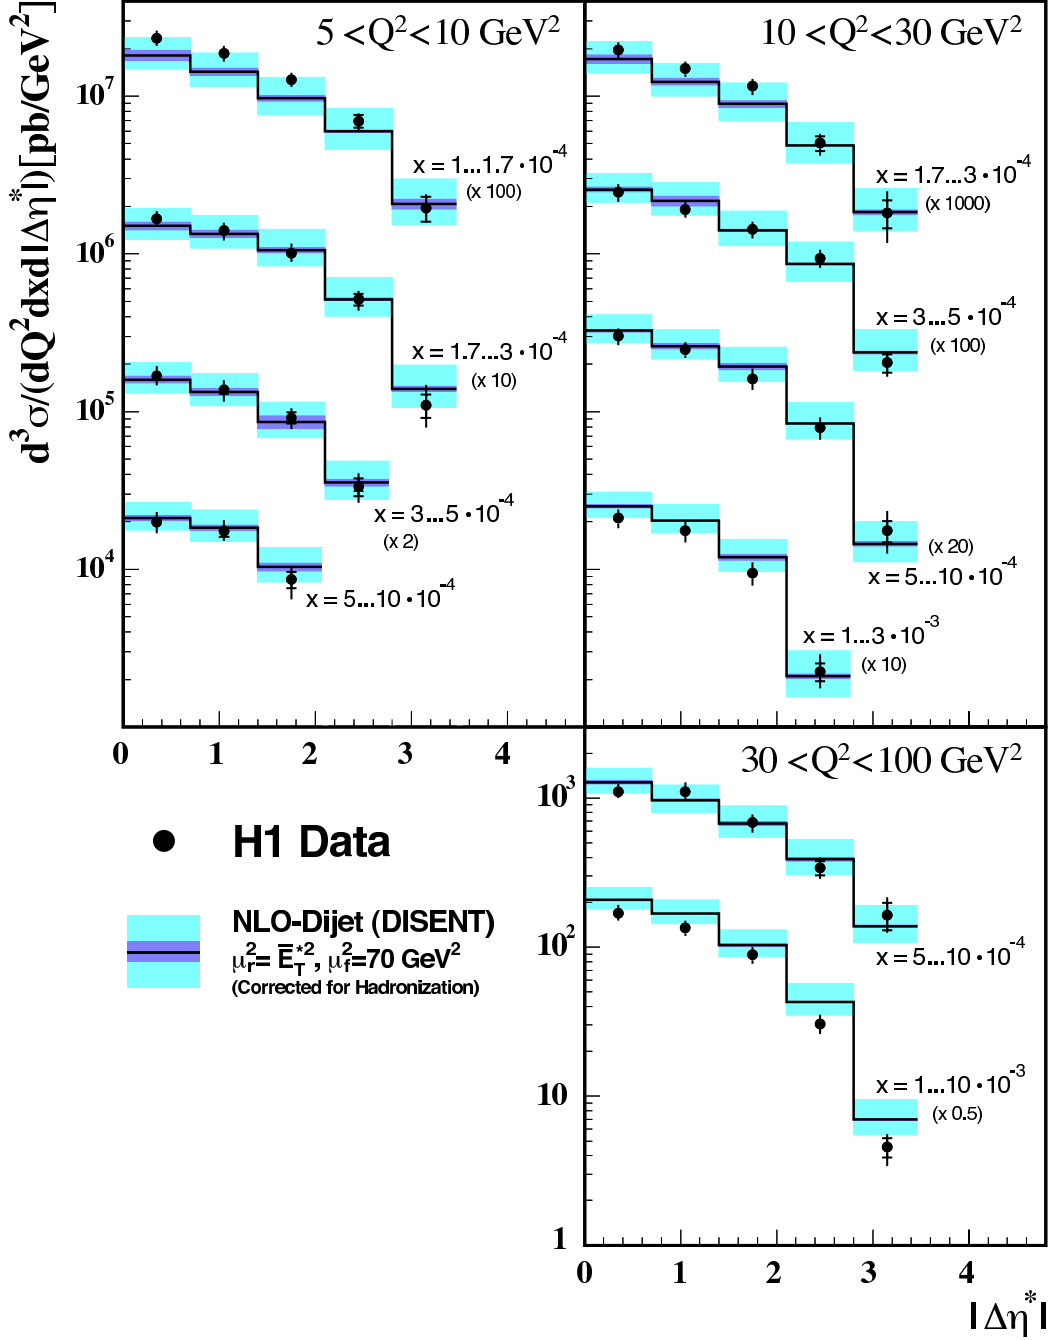 d³σ/(dQ²dxd|Δη*|)[pb/GeV²]
5 <Q²<10 GeV²
10⁷
10⁶
10⁵
10⁴
x = 1...1.7 · 10⁻⁴
(x 100)
x = 1.7...3 · 10⁻⁴
(x 10)
x = 3...5 · 10⁻⁴
(x 2)
x = 5...10 · 10⁻⁴
0 1 2 3 4
10 <Q²<30 GeV²
x = 1.7...3 · 10⁻⁴
(x 1000)
x = 3...5 · 10⁻⁴
(x 100)
(x 20)
x = 5...10 · 10⁻⁴
x = 1...3 · 10⁻³
(x 10)
30 <Q²<100 GeV²
10³
10²
10
1
x = 5...10 · 10⁻⁴
x = 1...10 · 10⁻³
(x 0.5)
0 1 2 3 4
|Δη*|
H1 Data
NLO-Dijet (DISENT)
μ_r²= E̅_T*², μ_f²=70 GeV²
(Corrected for Hadronization)